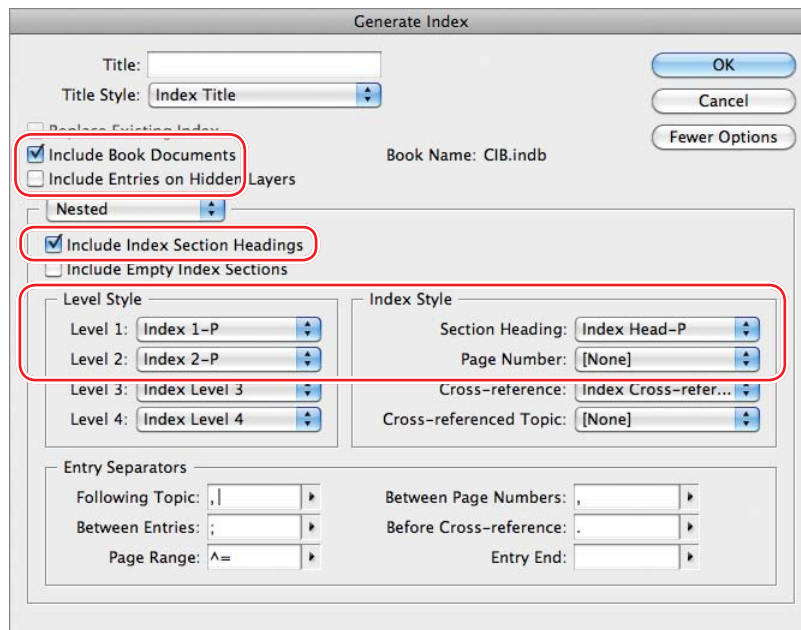 Generate Index
Title:
OK
Title Style: Index Title
Cancel
Replace Existing Index
Fewer Options
Include Book Documents
Book Name: CIB.indb
Include Entries on Hidden Layers
Nested
Include Index Section Headings
Include Empty Index Sections
Level Style
Index Style
Level 1: Index 1-P
Section Heading: Index Head-P
Level 2: Index 2-P
Page Number: [None]
Level 3: Index Level 3
Cross-reference: Index Cross-refer...
Level 4: Index Level 4
Cross-referenced Topic: [None]
Entry Separators
Following Topic: ,
Between Page Numbers: ,
Between Entries: ;
Before Cross-reference: .
Page Range: ^=
Entry End: